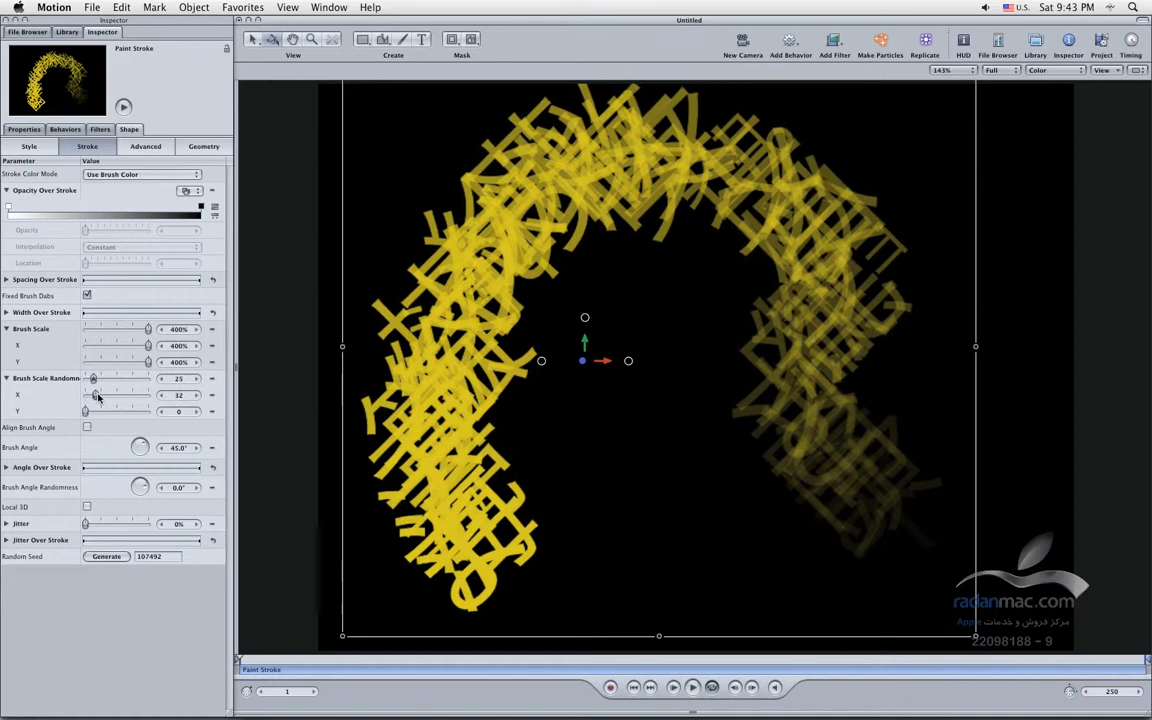 Motion File Edit Mark Object Favorites View Window Help
U.S. Sat 9:43 PM
Inspector
Untitled
File Browser Library Inspector
Paint Stroke
View
Create
Mask
New Camera Add Behavior Add Filter Make Particles Replicate
HUD File Browser Library Inspector Project Timing
143% Full Color View
Properties Behaviors Filters Shape
Style Stroke Advanced Geometry
Parameter Value
Stroke Color Mode Use Brush Color
Opacity Over Stroke
Opacity
Interpolation Constant
Location
Spacing Over Stroke
Fixed Brush Dabs
Width Over Stroke
Brush Scale 400%
X 400%
Y 400%
Brush Scale Randomn 25
X 32
Y 0
Align Brush Angle
Brush Angle 45.0°
Angle Over Stroke
Brush Angle Randomness 0.0°
Local 3D
Jitter 0%
Jitter Over Stroke
Random Seed Generate 107492
radanmac.com
مرکز فروش و خدمات Apple
22098188 - 9
Paint Stroke
1
250